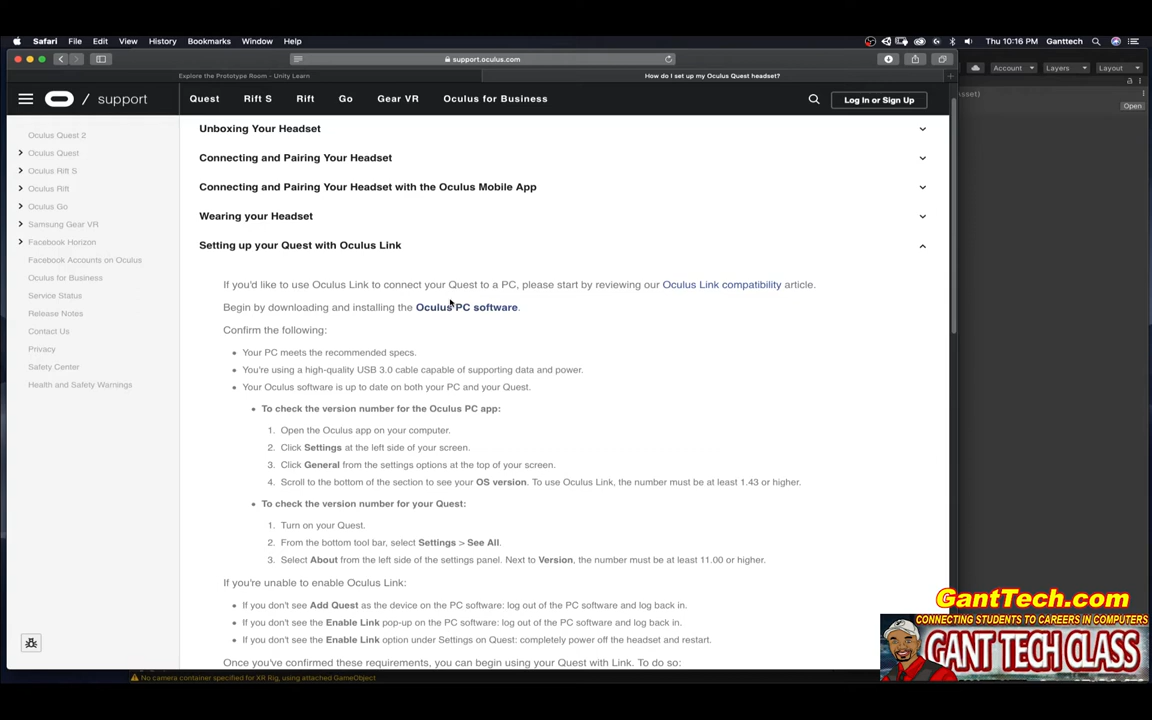 Safari File Edit View History Bookmarks Window Help
Thu 10:16 PM Ganttech
support.oculus.com
Account Layers Layout
Explore the Prototype Room - Unity Learn
How do I set up my Oculus Quest headset?
/ support Quest Rift S Rift Go Gear VR Oculus for Business Log In or Sign Up
Open
Oculus Quest 2
Oculus Quest
Oculus Rift S
Oculus Rift
Oculus Go
Samsung Gear VR
Facebook Horizon
Facebook Accounts on Oculus
Oculus for Business
Service Status
Release Notes
Contact Us
Privacy
Safety Center
Health and Safety Warnings
Unboxing Your Headset
Connecting and Pairing Your Headset
Connecting and Pairing Your Headset with the Oculus Mobile App
Wearing your Headset
Setting up your Quest with Oculus Link
If you'd like to use Oculus Link to connect your Quest to a PC, please start by reviewing our Oculus Link compatibility article.
Begin by downloading and installing the Oculus PC software.
Confirm the following:
• Your PC meets the recommended specs.
• You're using a high-quality USB 3.0 cable capable of supporting data and power.
• Your Oculus software is up to date on both your PC and your Quest.
• To check the version number for the Oculus PC app:
1. Open the Oculus app on your computer.
2. Click Settings at the left side of your screen.
3. Click General from the settings options at the top of your screen.
4. Scroll to the bottom of the section to see your OS version. To use Oculus Link, the number must be at least 1.43 or higher.
• To check the version number for your Quest:
1. Turn on your Quest.
2. From the bottom tool bar, select Settings > See All.
3. Select About from the left side of the settings panel. Next to Version, the number must be at least 11.00 or higher.
If you're unable to enable Oculus Link:
• If you don't see Add Quest as the device on the PC software: log out of the PC software and log back in.
• If you don't see the Enable Link pop-up on the PC software: log out of the PC software and log back in.
• If you don't see the Enable Link option under Settings on Quest: completely power off the headset and restart.
Once you've confirmed these requirements, you can begin using your Quest with Link. To do so:
No camera container specified for XR Rig, using attached GameObject
GantTech.com
CONNECTING STUDENTS TO CAREERS IN COMPUTERS
GANT TECH CLASS